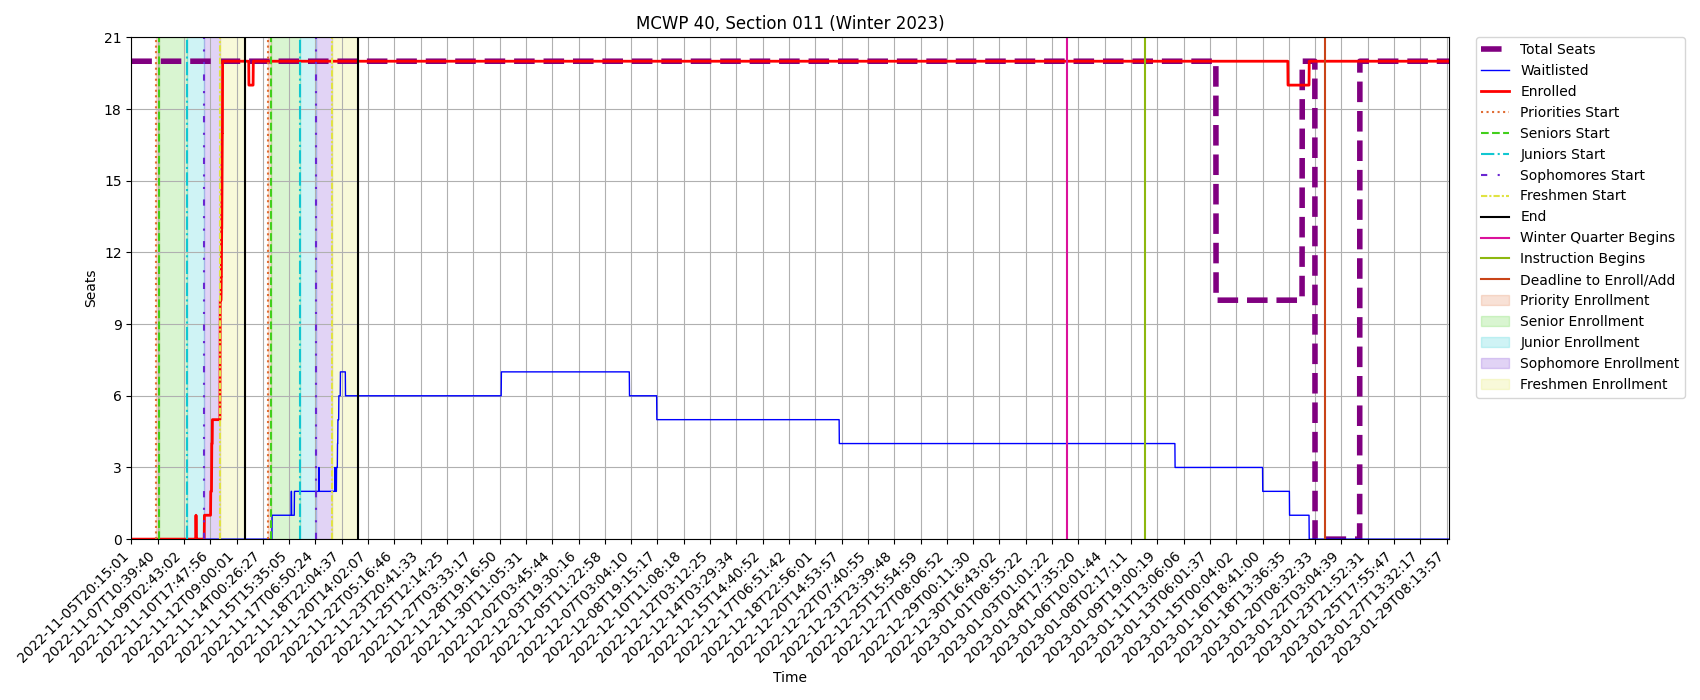 MCWP 40, Section 011 (Winter 2023)
21
18
15
12
9
6
3
0
Seats
2022-11-05T20:15:01
2022-11-07T10:39:40
2022-11-09T02:43:02
2022-11-10T17:47:56
2022-11-12T09:00:01
2022-11-14T00:26:27
2022-11-15T15:35:05
2022-11-17T06:50:24
2022-11-18T22:04:37
2022-11-20T14:02:07
2022-11-22T05:16:46
2022-11-23T20:41:33
2022-11-25T12:14:25
2022-11-27T03:33:17
2022-11-28T19:16:50
2022-11-30T11:05:31
2022-12-02T03:45:44
2022-12-03T19:30:16
2022-12-05T11:22:58
2022-12-07T03:04:10
2022-12-08T19:15:17
2022-12-10T11:08:18
2022-12-12T03:12:25
2022-12-14T03:29:34
2022-12-15T14:40:52
2022-12-17T06:51:42
2022-12-18T22:56:01
2022-12-20T14:53:57
2022-12-22T07:40:55
2022-12-23T23:39:48
2022-12-25T15:54:59
2022-12-27T08:06:52
2022-12-29T00:11:30
2022-12-30T16:43:02
2023-01-01T08:55:22
2023-01-03T01:01:22
2023-01-04T17:35:20
2023-01-06T10:01:44
2023-01-08T02:17:11
2023-01-09T19:00:19
2023-01-11T13:06:06
2023-01-13T06:01:37
2023-01-15T00:04:02
2023-01-16T18:41:00
2023-01-18T13:36:35
2023-01-20T08:32:33
2023-01-22T03:04:39
2023-01-23T21:52:31
2023-01-25T17:55:47
2023-01-27T13:32:17
2023-01-29T08:13:57
Time
Total Seats
Waitlisted
Enrolled
Priorities Start
Seniors Start
Juniors Start
Sophomores Start
Freshmen Start
End
Winter Quarter Begins
Instruction Begins
Deadline to Enroll/Add
Priority Enrollment
Senior Enrollment
Junior Enrollment
Sophomore Enrollment
Freshmen Enrollment